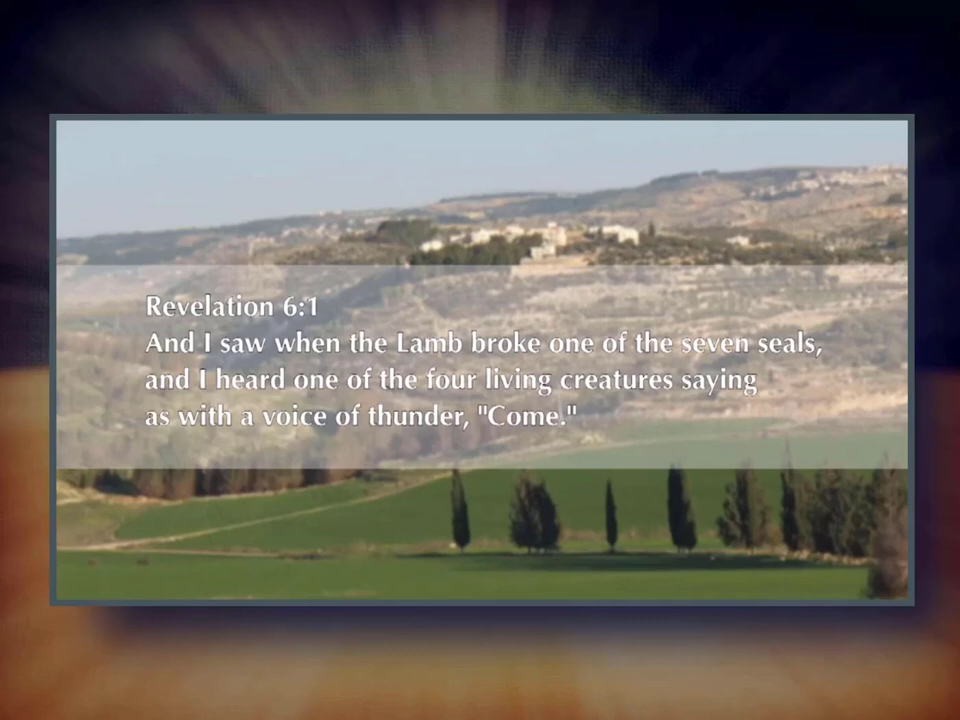 Revelation 6:1
And I saw when the Lamb broke one of the seven seals,
and I heard one of the four living creatures saying
as with a voice of thunder, "Come."